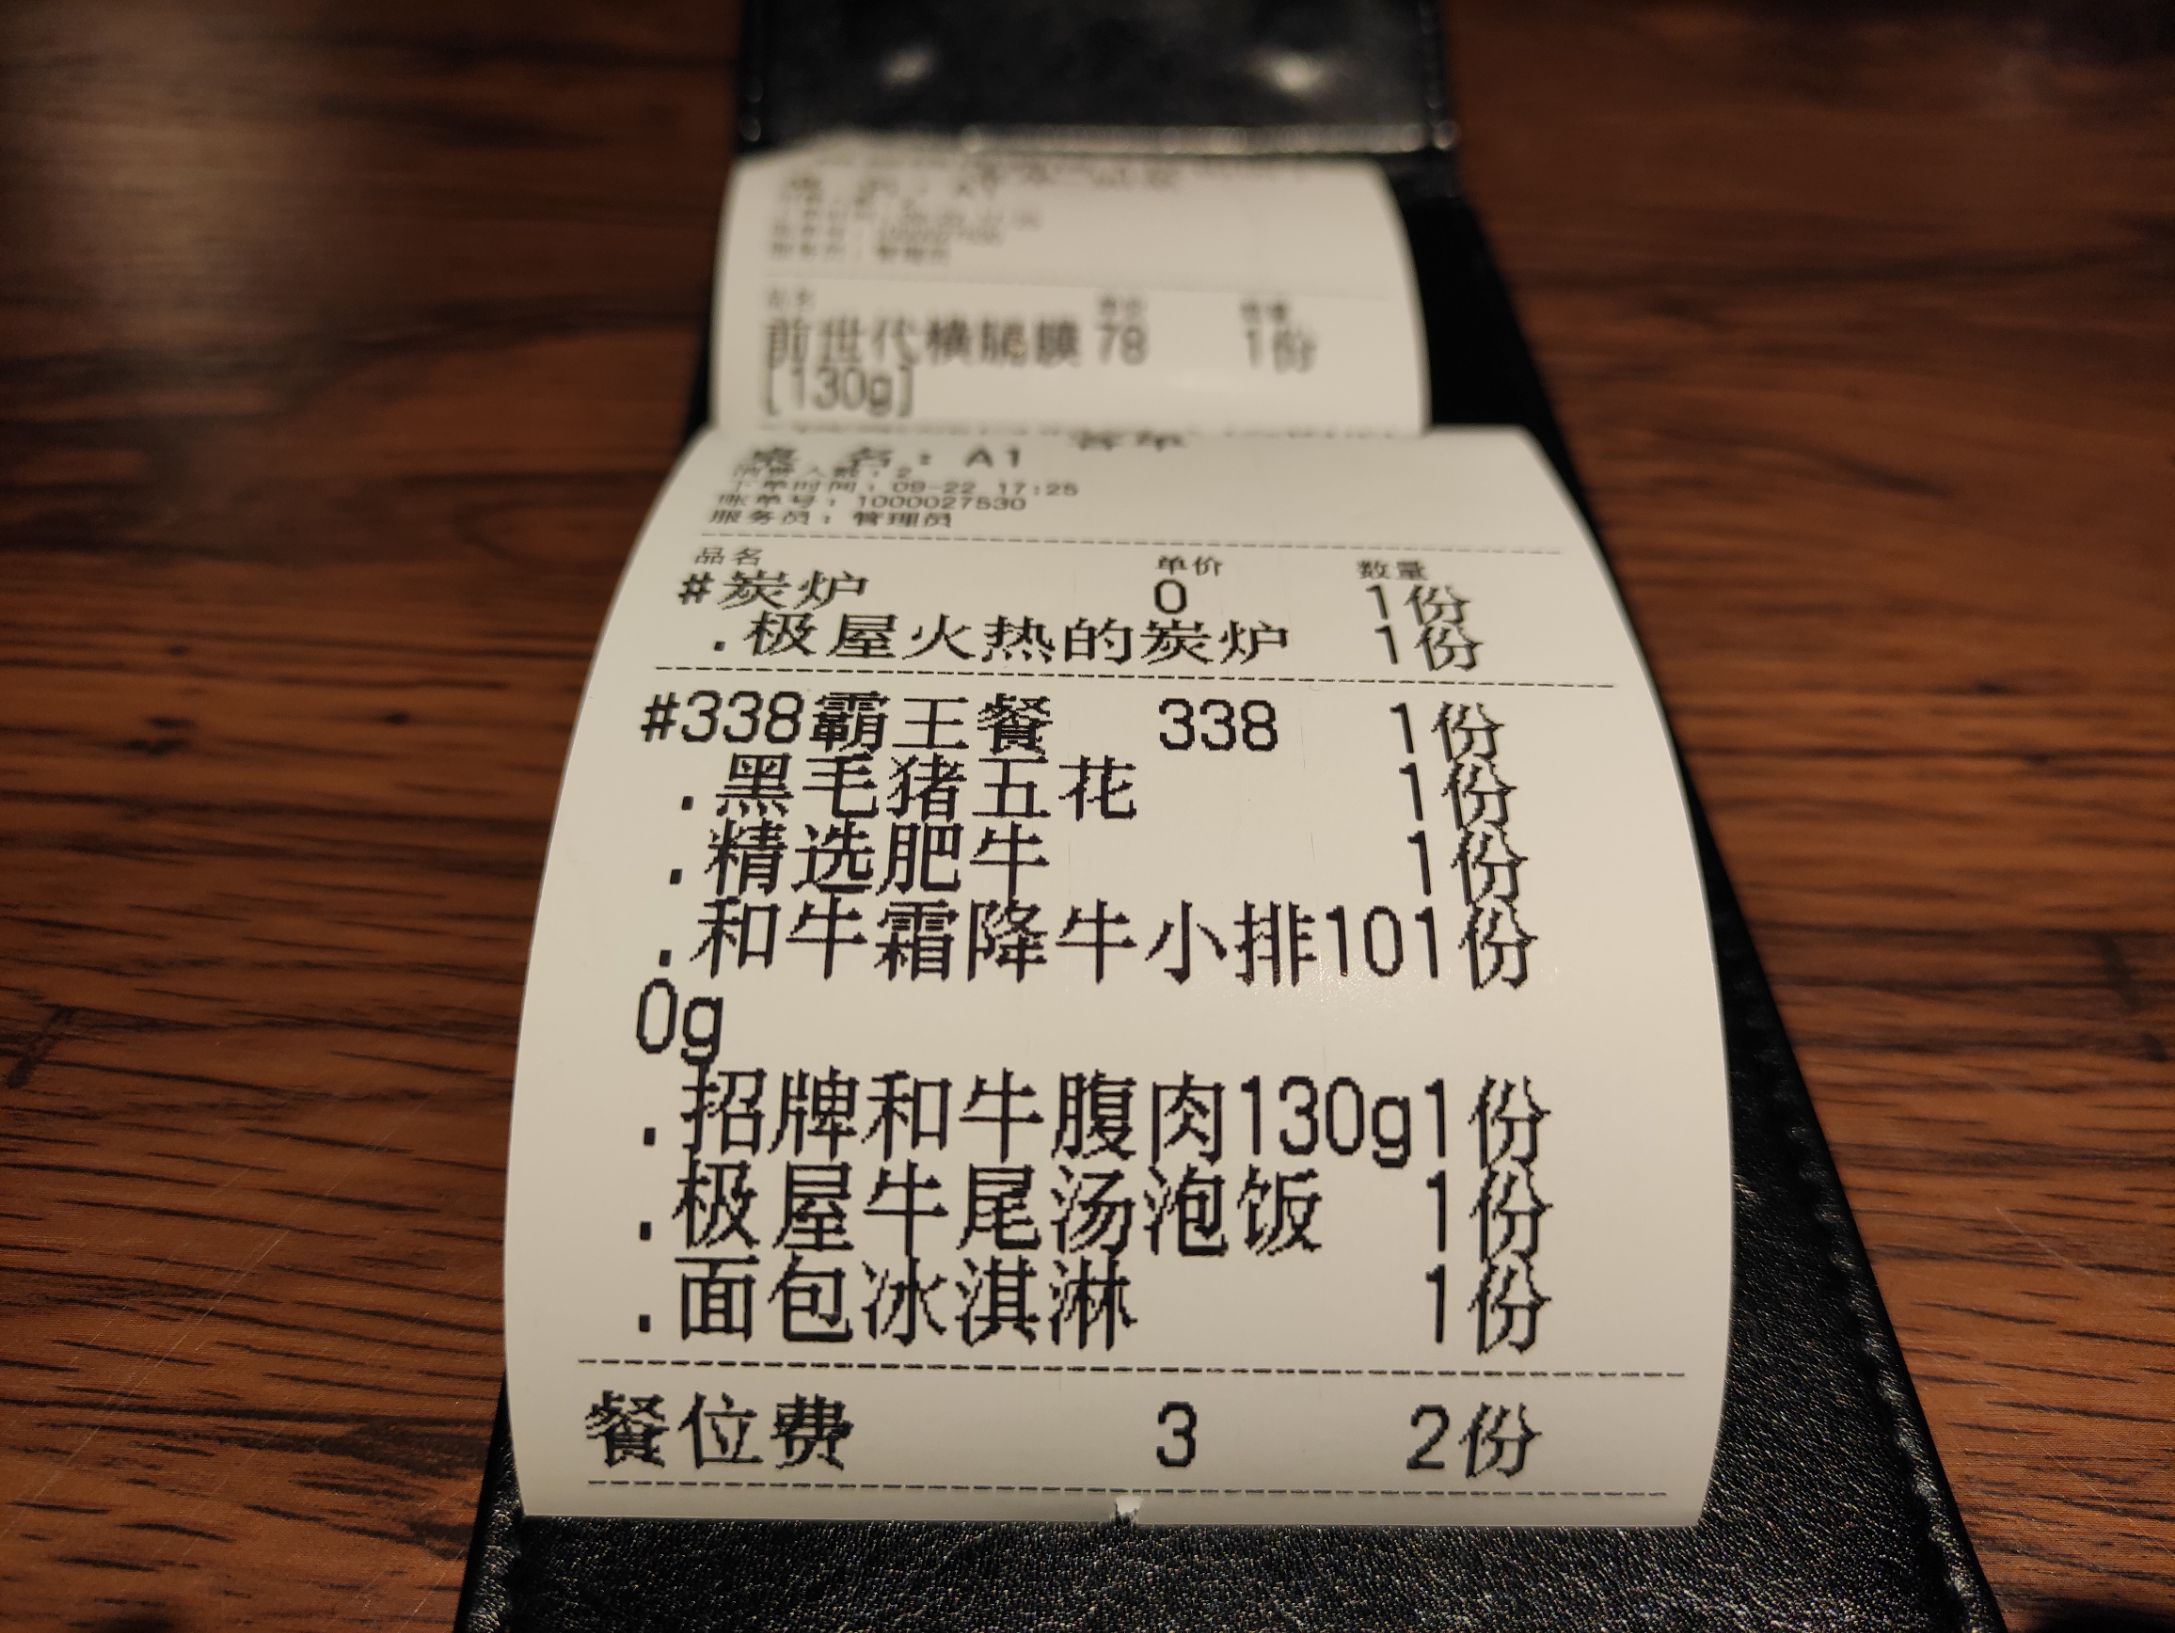 A1
前世代横膈膜 78 1份
[130g]
桌 名: A1
消费人数: 2
下单时间: 09-22 17:25
账单号: 1000027530
服务员: 管理员
品名 单价 数量
#炭炉 0 1份
.极屋火热的炭炉 1份
#338霸王餐 338 1份
.黑毛猪五花 1份
.精选肥牛 1份
.和牛霜降牛小排101份
0g
.招牌和牛腹肉130g1份
.极屋牛尾汤泡饭 1份
.面包冰淇淋 1份
餐位费 3 2份